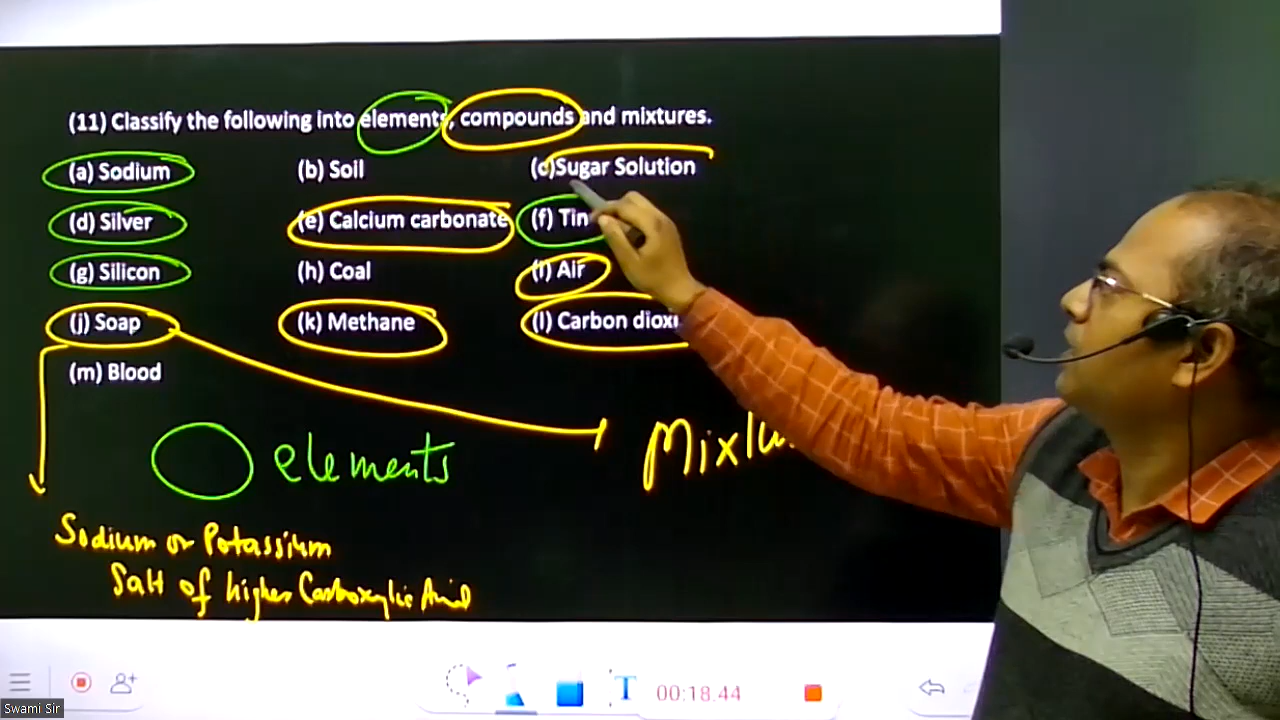 (11) Classify the following into elements, compounds and mixtures.
(a) Sodium (b) Soil (c)Sugar Solution
(d) Silver (e) Calcium carbonate (f) Tin
(g) Silicon (h) Coal (i) Air
(j) Soap (k) Methane (l) Carbon
(m) Blood
elements
Sodium or Potassium
Salt of higher Carboxylic Acid
T 00:18.44
Swami Sir